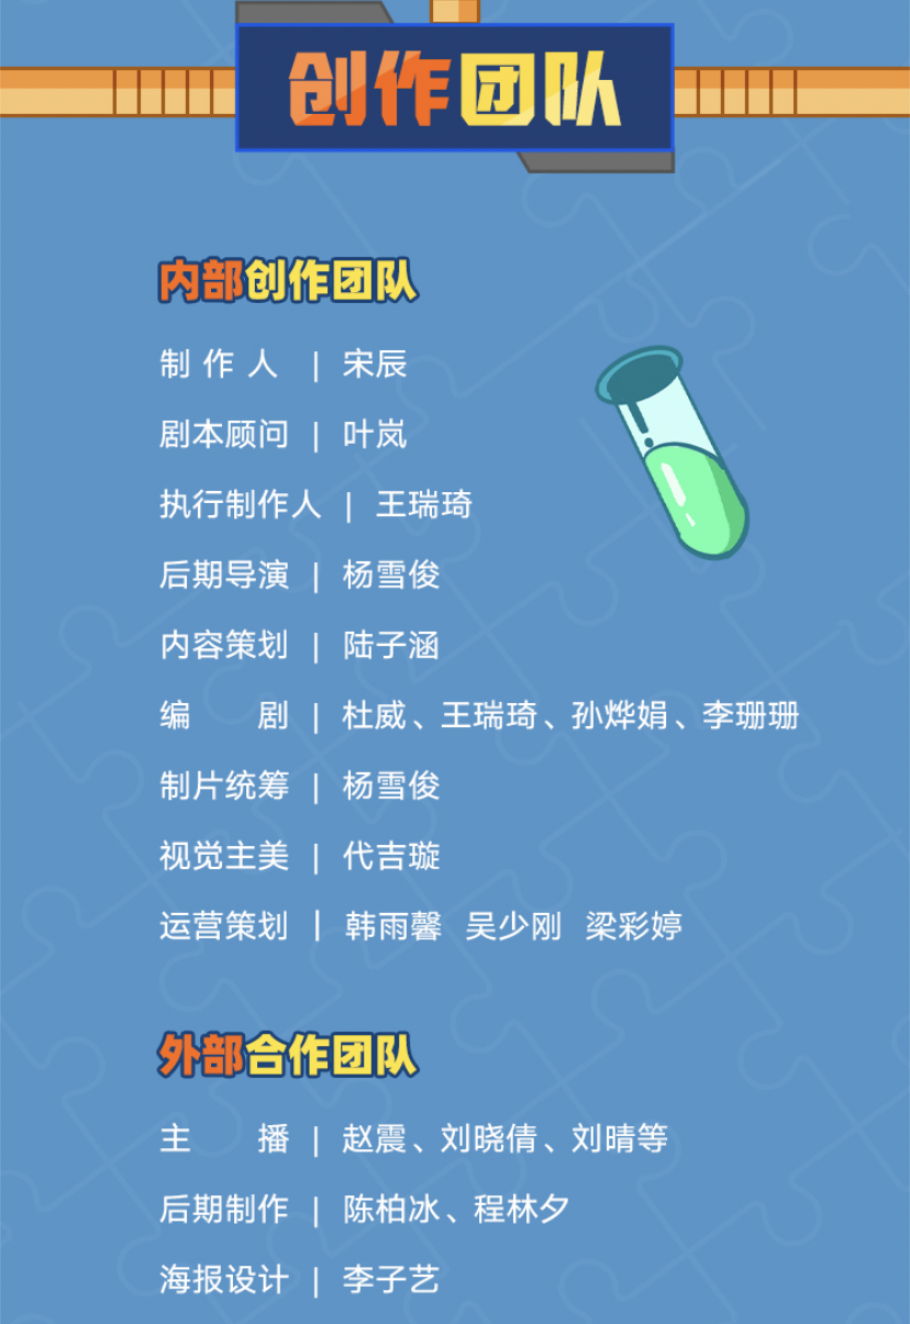 创作团队
内部创作团队
制 作 人 | 宋辰
剧本顾问 | 叶岚
执行制作人 | 王瑞琦
后期导演 | 杨雪俊
内容策划 | 陆子涵
编 剧 | 杜威、王瑞琦、孙烨娟、李珊珊
制片统筹 | 杨雪俊
视觉主美 | 代吉璇
运营策划 | 韩雨馨 吴少刚 梁彩婷
外部合作团队
主 播 | 赵震、刘晓倩、刘晴等
后期制作 | 陈柏冰、程林夕
海报设计 | 李子艺